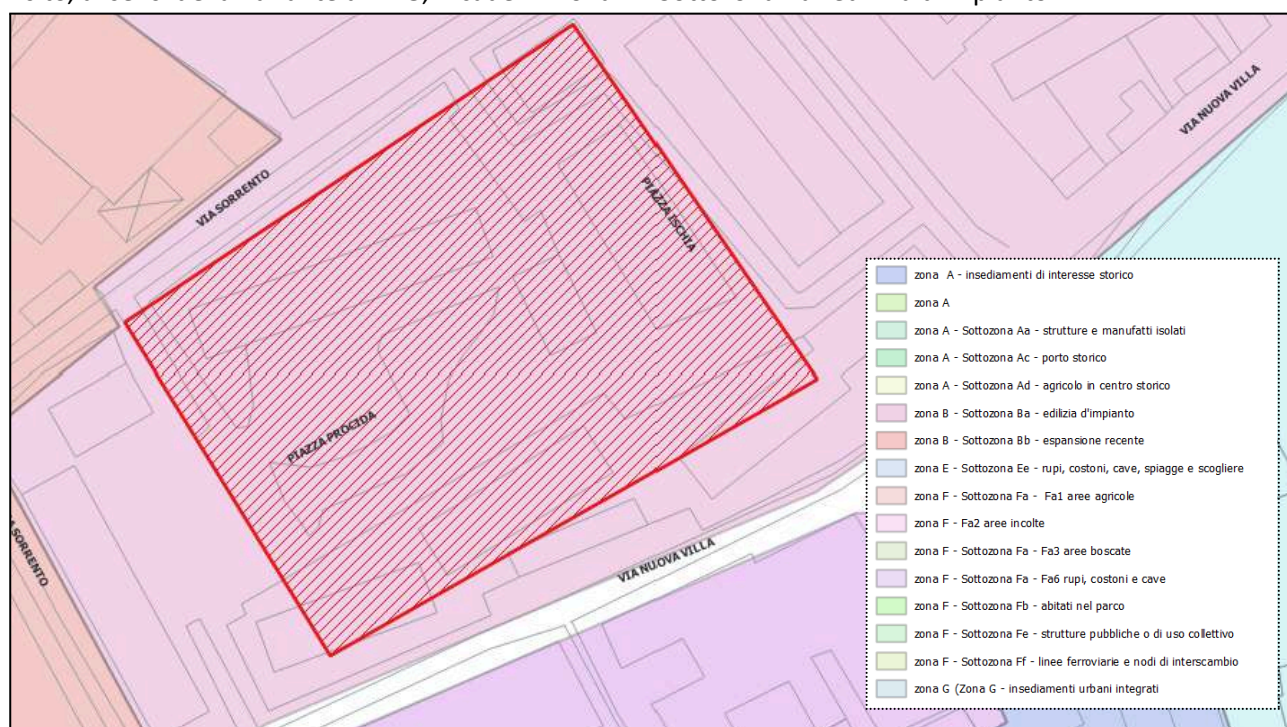 VIA NUOVA VILLA
VIA SORRENTO
PIAZZA ISCHIA
PIAZZA PROCIDA
VIA NUOVA VILLA
SORRENTO
zona A - insediamenti di interesse storico
zona A
zona A - Sottozona Aa - strutture e manufatti isolati
zona A - Sottozona Ac - porto storico
zona A - Sottozona Ad - agricolo in centro storico
zona B - Sottozona Ba - edilizia d'impianto
zona B - Sottozona Bb - espansione recente
zona E - Sottozona Ee - rupi, costoni, cave, spiagge e scogliere
zona F - Sottozona Fa - Fa1 aree agricole
zona F - Fa2 aree incolte
zona F - Sottozona Fa - Fa3 aree boscate
zona F - Sottozona Fa - Fa6 rupi, costoni e cave
zona F - Sottozona Fb - abitati nel parco
zona F - Sottozona Fe - strutture pubbliche o di uso collettivo
zona F - Sottozona Ff - linee ferroviarie e nodi di interscambio
zona G (Zona G - insediamenti urbani integrati